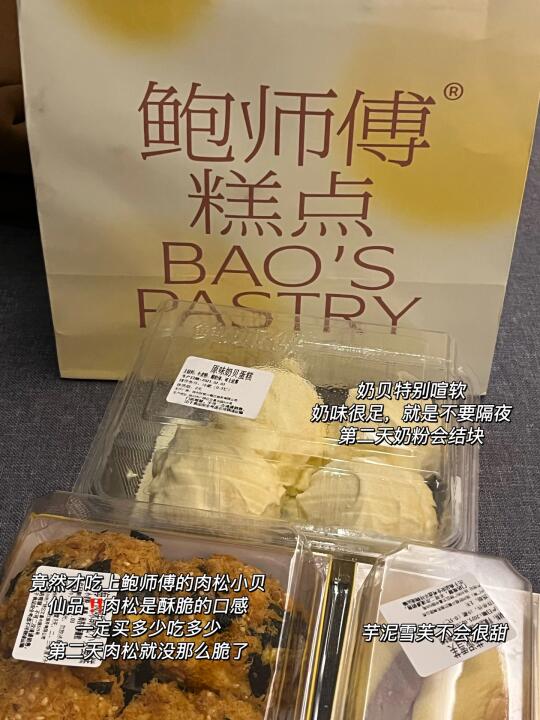 鲍师傅®
糕点
BAO'S
PASTRY
原味奶贝蛋糕
奶贝特别喧软
奶味很足，就是不要隔夜
第二天奶粉会结块
竟然才吃上鲍师傅的肉松小贝
仙品‼️肉松是酥脆的口感
一定买多少吃多少
第二天肉松就没那么脆了
芋泥雪芙不会很甜